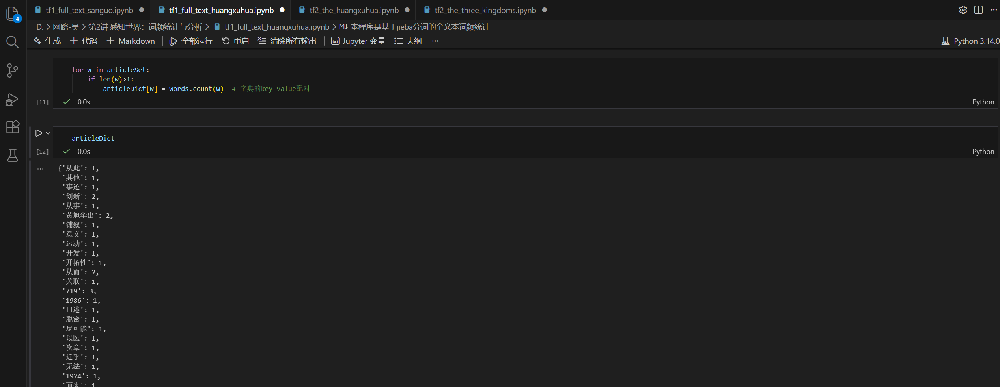 4
tf1_full_text_sanguo.ipynb
tf1_full_text_huangxuhua.ipynb
tf2_the_huangxuhua.ipynb
tf2_the_three_kingdoms.ipynb
D: > 网路-吴 > 第2讲 感知世界：词频统计与分析 > tf1_full_text_huangxuhua.ipynb > M↓ 本程序是基于jieba分词的全文本词频统计
生成 + 代码 + Markdown | 全部运行 重启 清除所有输出 | Jupyter 变量 大纲 ··· Python 3.14.0
for w in articleSet:
if len(w)>1:
articleDict[w] = words.count(w)  # 字典的key-value配对
[11] 0.0s Python
articleDict
[12] 0.0s Python
{'从此': 1,
'其他': 1,
'事迹': 1,
'创新': 2,
'从事': 1,
'黄旭华出': 2,
'铺叙': 1,
'意义': 1,
'运动': 1,
'开发': 1,
'开拓性': 1,
'从而': 2,
'关联': 1,
'719': 3,
'1986': 1,
'口述': 1,
'脱密': 1,
'尽可能': 1,
'以医': 1,
'次章': 1,
'近乎': 1,
'无法': 1,
'1924': 1,
'而来': 1,